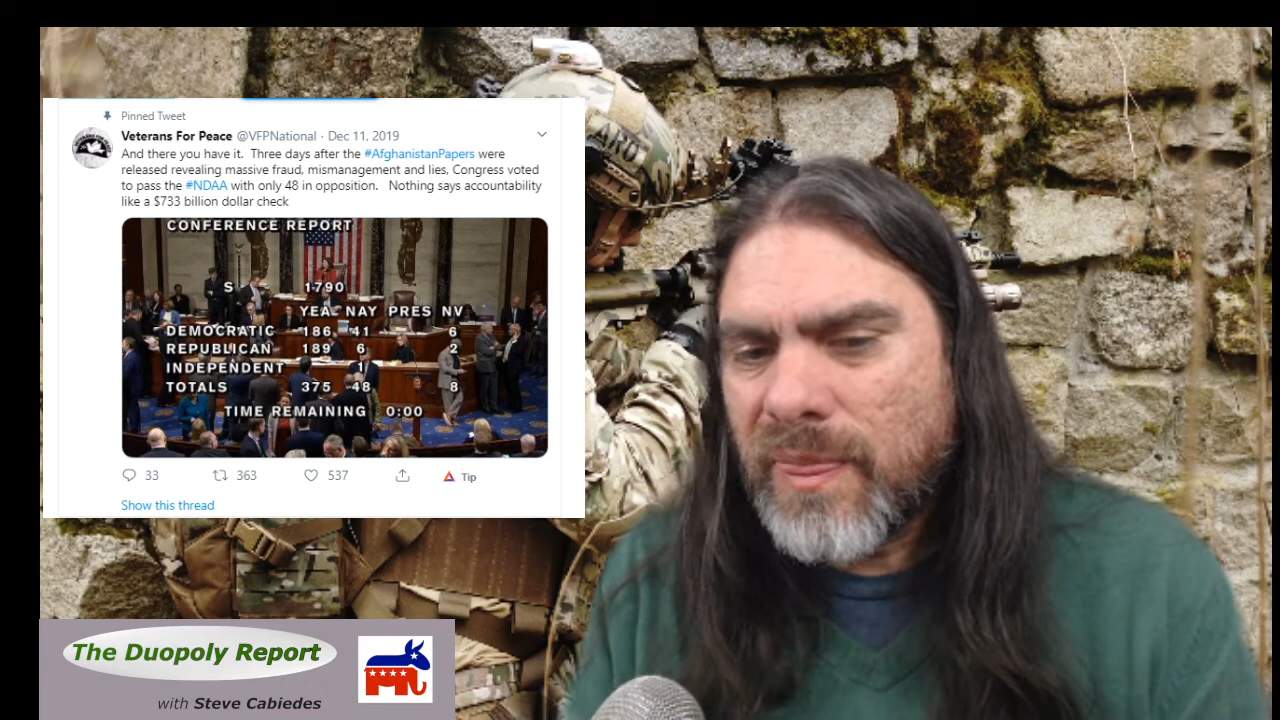 Pinned Tweet
Veterans For Peace @VFPNational · Dec 11, 2019
And there you have it.  Three days after the #AfghanistanPapers were
released revealing massive fraud, mismanagement and lies, Congress voted
to pass the #NDAA with only 48 in opposition.   Nothing says accountability
like a $733 billion dollar check
CONFERENCE REPORT
S 1790
YEA NAY PRES NV
DEMOCRATIC 186 41 6
REPUBLICAN 189 6 2
INDEPENDENT 1
TOTALS 375 48 8
TIME REMAINING 0:00
33 363 537 Tip
Show this thread
The Duopoly Report
with Steve Cabiedes